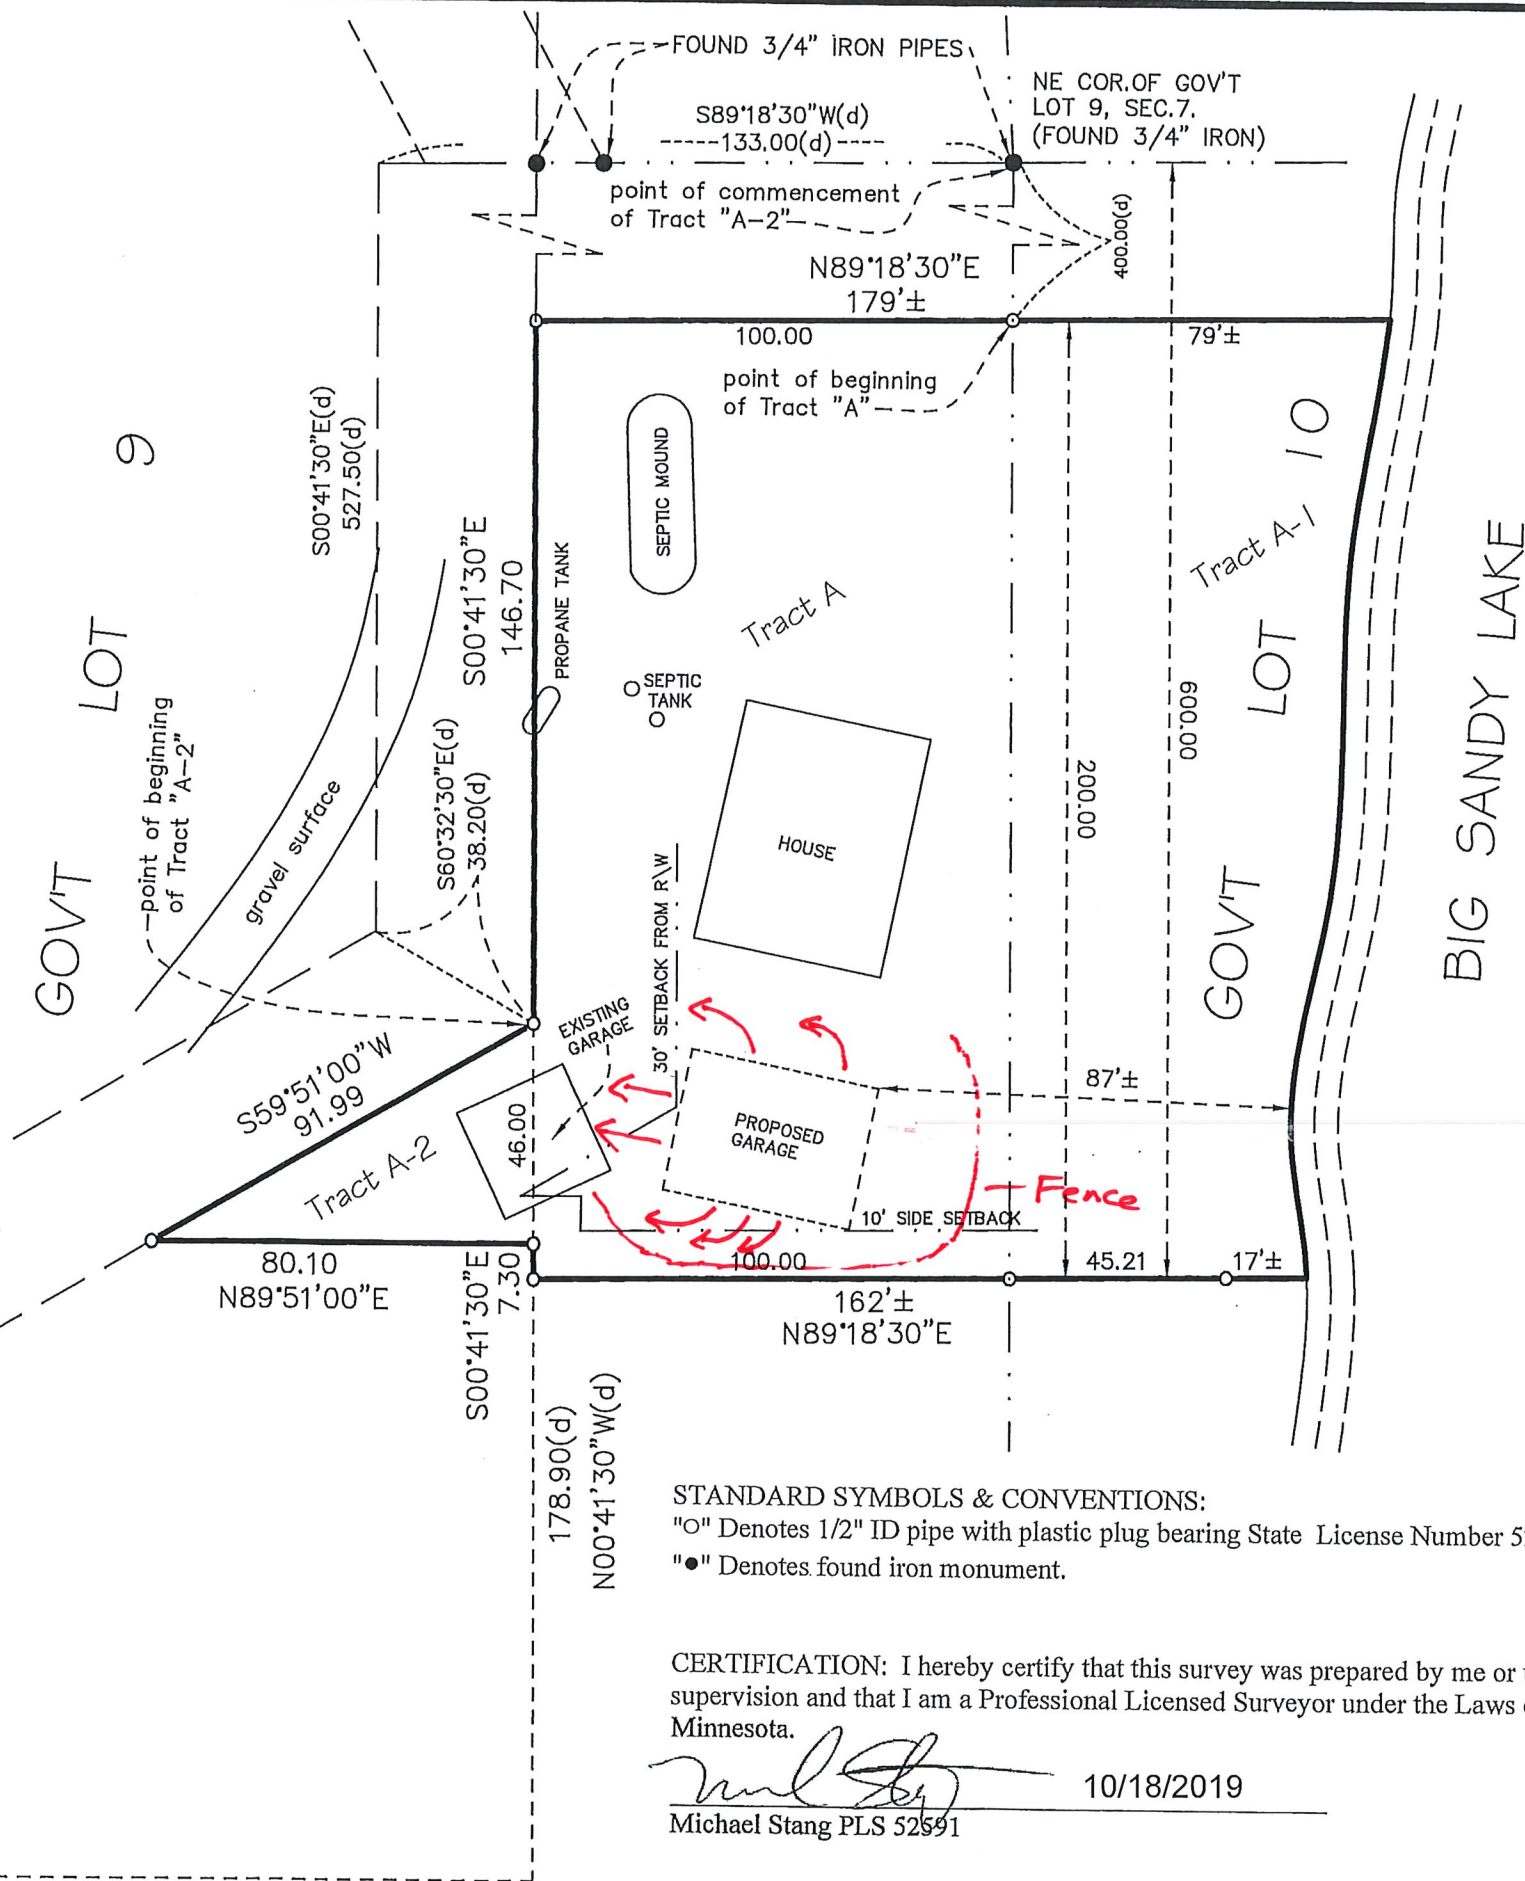 FOUND 3/4" IRON PIPES
NE COR.OF GOV'T
LOT 9, SEC.7.
(FOUND 3/4" IRON)
S89°18'30"W(d)
133.00(d)
point of commencement
of Tract "A-2"
400.00(d)
N89°18'30"E
179'±
100.00
79'±
point of beginning
of Tract "A"
S00°41'30"E(d)
527.50(d)
GOV'T LOT 9
SEPTIC MOUND
S00°41'30"E
146.70
PROPANE TANK
Tract A
Tract A-1
GOV'T LOT 10
BIG SANDY LAKE
SEPTIC
TANK
600.00
200.00
point of beginning
of Tract "A-2"
gravel surface
S60°32'30"E(d)
38.20(d)
HOUSE
30' SETBACK FROM R\W
EXISTING
GARAGE
S59°51'00"W
91.99
46.00
PROPOSED
GARAGE
87'±
Tract A-2
Fence
10' SIDE SETBACK
80.10
N89°51'00"E
S00°41'30"E
7.30
100.00
45.21
17'±
162'±
N89°18'30"E
178.90(d)
N00°41'30"W(d)
STANDARD SYMBOLS & CONVENTIONS:
"O" Denotes 1/2" ID pipe with plastic plug bearing State License Number 5
"●" Denotes found iron monument.
CERTIFICATION: I hereby certify that this survey was prepared by me or
supervision and that I am a Professional Licensed Surveyor under the Laws
Minnesota.
10/18/2019
Michael Stang PLS 52591